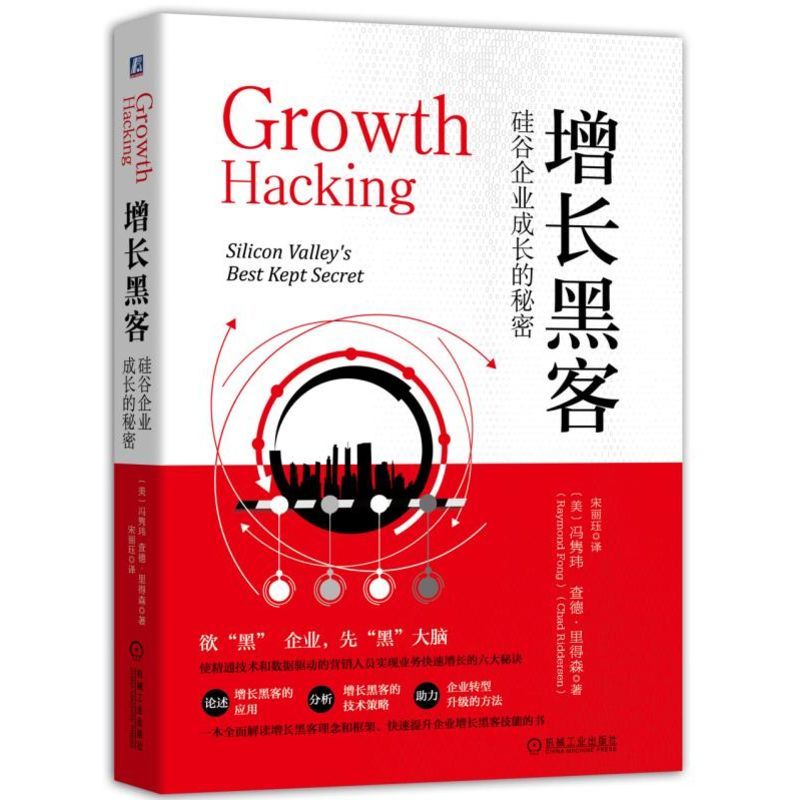 Growth
Hacking
增长黑客
硅谷企业
成长的秘密
〔美〕冯隽玮 查德·里得森 著
宋丽珏 译
Growth
Hacking
Silicon Valley's
Best Kept Secret
增长黑客
硅谷企业成长的秘密
宋丽珏 译
〔美〕冯隽玮 查德·里得森 著
(Raymond Fong) (Chad Riddersen)
欲“黑” 企业，先“黑”大脑
使精通技术和数据驱动的营销人员实现业务快速增长的六大秘诀
论述 增长黑客的应用
分析 增长黑客的技术策略
助力 企业转型升级的方法
一本全面解读增长黑客理念和框架、快速提升企业增长黑客技能的书
机械工业出版社
CHINA MACHINE PRESS